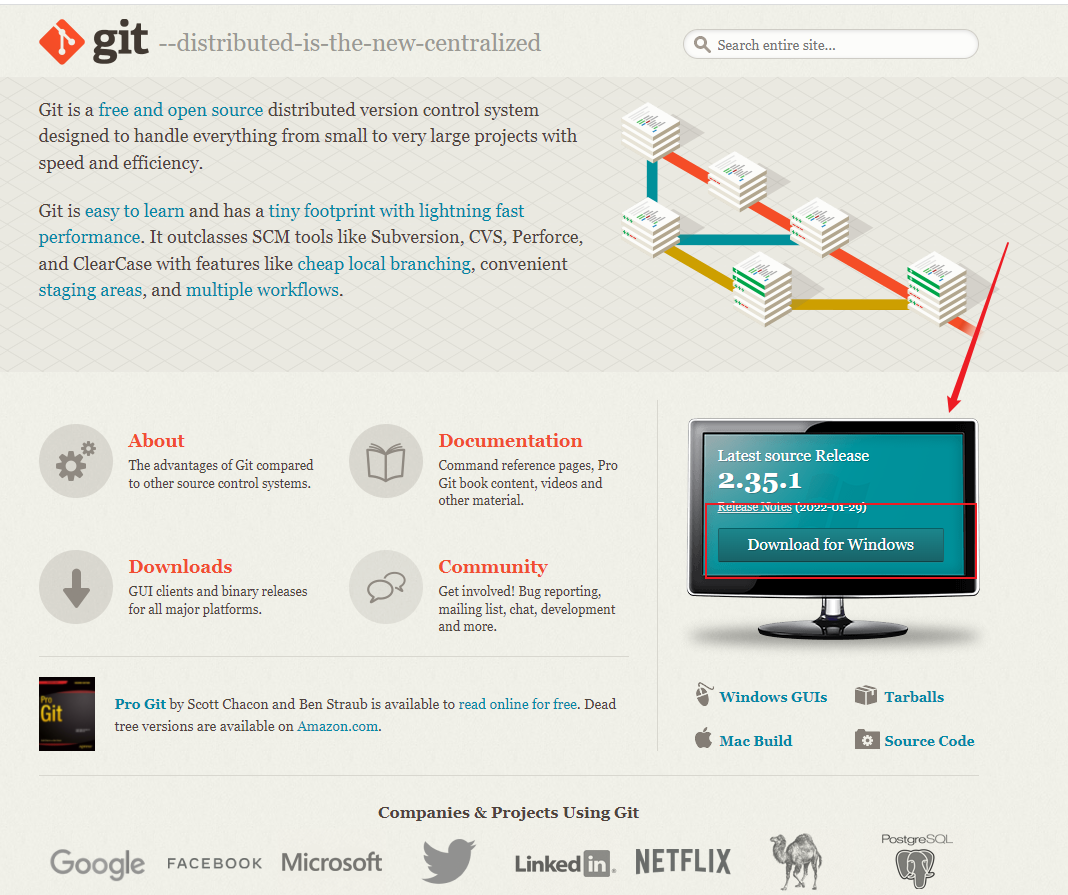 git --distributed-is-the-new-centralized
Search entire site...
Git is a free and open source distributed version control system
designed to handle everything from small to very large projects with
speed and efficiency.
Git is easy to learn and has a tiny footprint with lightning fast
performance. It outclasses SCM tools like Subversion, CVS, Perforce,
and ClearCase with features like cheap local branching, convenient
staging areas, and multiple workflows.
About
The advantages of Git compared
to other source control systems.
Documentation
Command reference pages, Pro
Git book content, videos and
other material.
Downloads
GUI clients and binary releases
for all major platforms.
Community
Get involved! Bug reporting,
mailing list, chat, development
and more.
Pro
Git
Pro Git by Scott Chacon and Ben Straub is available to read online for free. Dead
tree versions are available on Amazon.com.
Latest source Release
2.35.1
Release Notes (2022-01-29)
Download for Windows
Windows GUIs
Tarballs
Mac Build
Source Code
Companies & Projects Using Git
Google
FACEBOOK
Microsoft
LinkedIn
NETFLIX
PostgreSQL